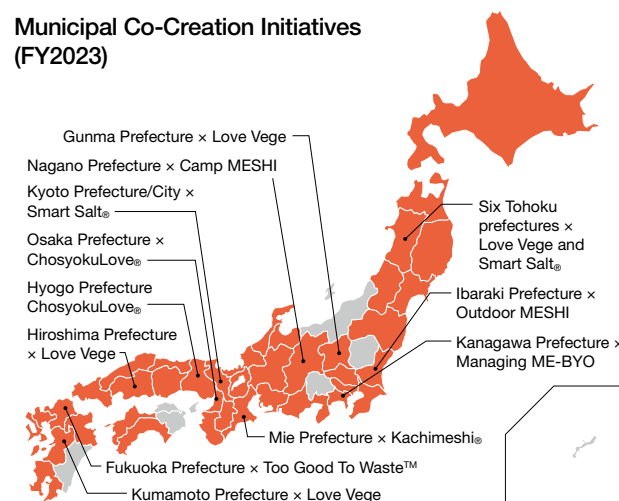 Municipal Co-Creation Initiatives
(FY2023)
Gunma Prefecture × Love Vege
Nagano Prefecture × Camp MESHI
Kyoto Prefecture/City ×
Smart Salt®
Osaka Prefecture ×
ChosyokuLove®
Hyogo Prefecture
ChosyokuLove®
Hiroshima Prefecture
× Love Vege
Six Tohoku
prefectures ×
Love Vege and
Smart Salt®
Ibaraki Prefecture ×
Outdoor MESHI
Kanagawa Prefecture ×
Managing ME-BYO
Mie Prefecture × Kachimeshi®
Fukuoka Prefecture × Too Good To Waste™
Kumamoto Prefecture × Love Vege